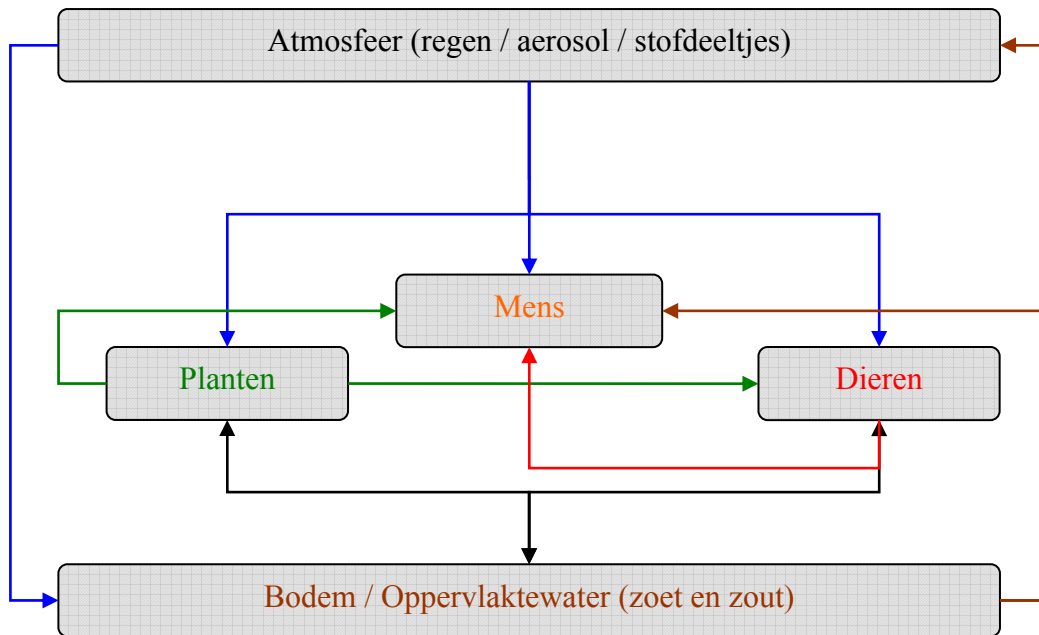 Atmosfeer (regen / aerosol / stofdeeltjes)
Mens
Planten
Dieren
Bodem / Oppervlaktewater (zoet en zout)